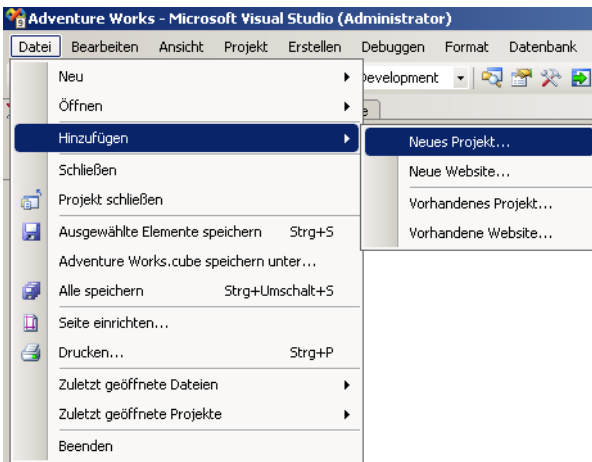 Adventure Works - Microsoft Visual Studio (Administrator)
Datei Bearbeiten Ansicht Projekt Erstellen Debuggen Format Datenbank
Neu
Development
Öffnen
Hinzufügen
Neues Projekt...
Neue Website...
Vorhandenes Projekt...
Vorhandene Website...
Schließen
Projekt schließen
Ausgewählte Elemente speichern Strg+S
Adventure Works.cube speichern unter...
Alle speichern Strg+Umschalt+S
Seite einrichten...
Drucken... Strg+P
Zuletzt geöffnete Dateien
Zuletzt geöffnete Projekte
Beenden